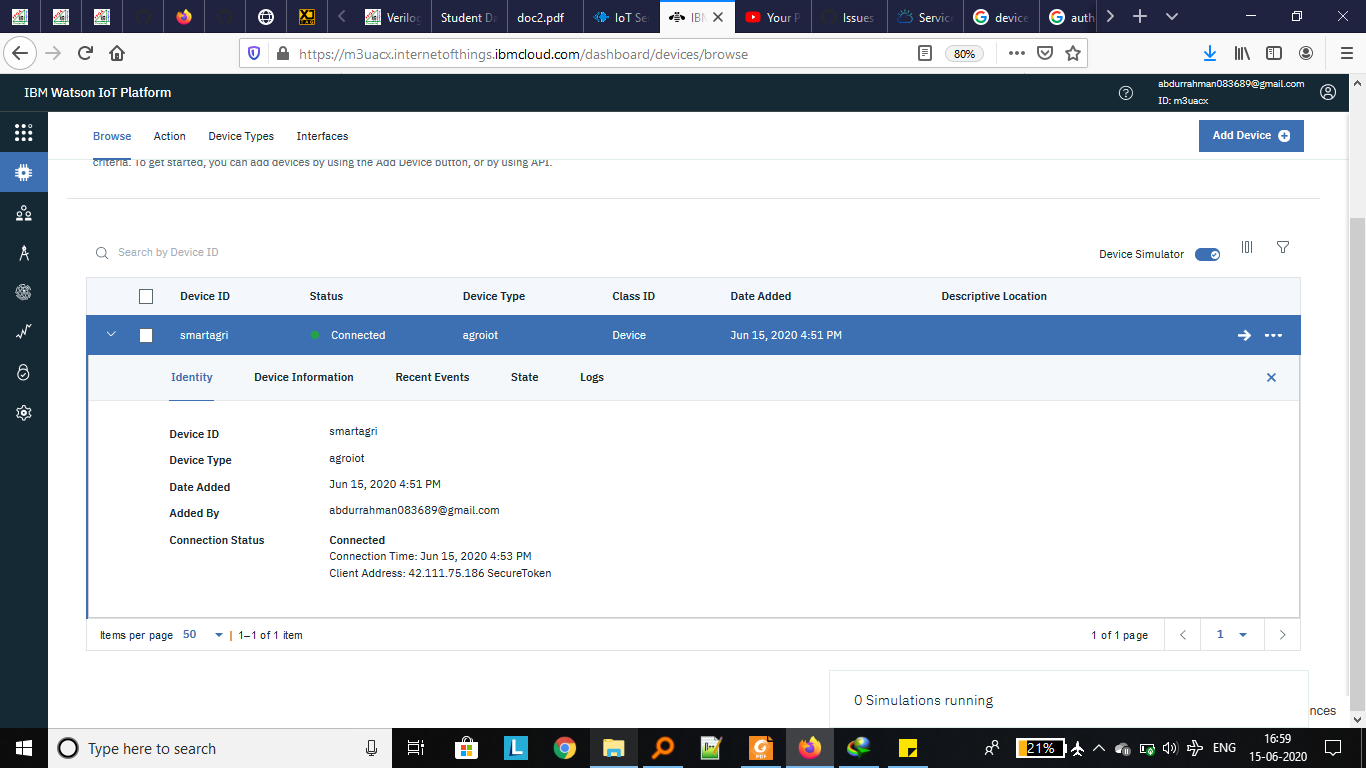 Verilog
Student Da
doc2.pdf
IoT Se
IBM
Your P
Issues
Service
device
auth
https://m3uacx.internetofthings.ibmcloud.com/dashboard/devices/browse
80%
IBM Watson IoT Platform
abdurrahman083689@gmail.com
ID: m3uacx
Browse Action Device Types Interfaces
Add Device
criteria. To get started, you can add devices by using the Add Device button, or by using API.
Search by Device ID
Device Simulator
Device ID Status Device Type Class ID Date Added Descriptive Location
smartagri Connected agroiot Device Jun 15, 2020 4:51 PM
Identity Device Information Recent Events State Logs
Device ID smartagri
Device Type agroiot
Date Added Jun 15, 2020 4:51 PM
Added By abdurrahman083689@gmail.com
Connection Status Connected
Connection Time: Jun 15, 2020 4:53 PM
Client Address: 42.111.75.186 SecureToken
Items per page 50 | 1–1 of 1 item
1 of 1 page 1
0 Simulations running
nces
Type here to search
21%
ENG
16:59
15-06-2020